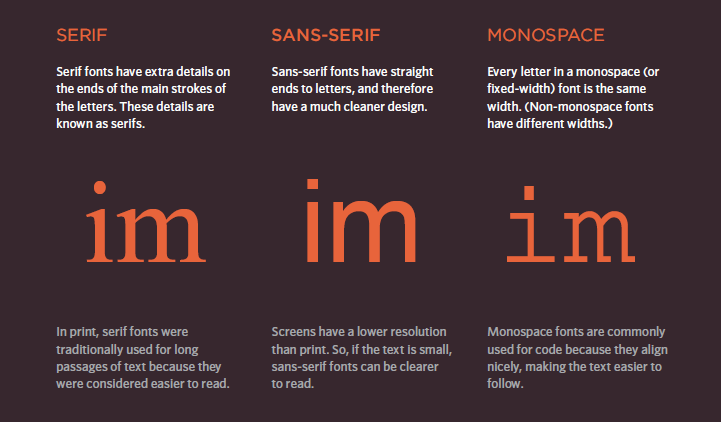 SERIF
Serif fonts have extra details on
the ends of the main strokes of
the letters. These details are
known as serifs.
im
In print, serif fonts were
traditionally used for long
passages of text because they
were considered easier to read.
SANS-SERIF
Sans-serif fonts have straight
ends to letters, and therefore
have a much cleaner design.
im
Screens have a lower resolution
than print. So, if the text is small,
sans-serif fonts can be clearer
to read.
MONOSPACE
Every letter in a monospace (or
fixed-width) font is the same
width. (Non-monospace fonts
have different widths.)
im
Monospace fonts are commonly
used for code because they align
nicely, making the text easier to
follow.